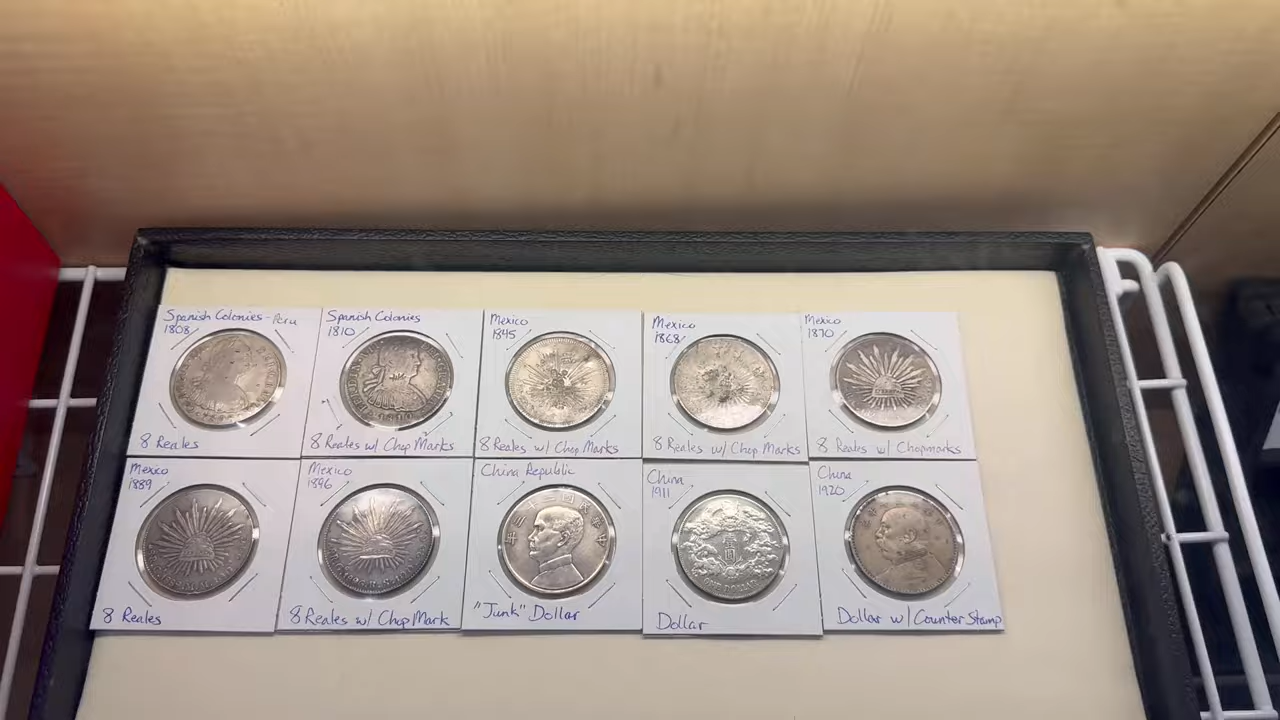 Spanish Colonies - Peru
1808
8 Reales
Spanish Colonies
1810
8 Reales w/ Chop Marks
Mexico
1845
8 Reales w/ Chop Marks
Mexico
1868
8 Reales w/ Chop Marks
Mexico
1870
8 Reales w/ Chopmarks
Mexico
1889
8 Reales
Mexico
1896
8 Reales w/ Chop Mark
China Republic
"Junk" Dollar
China
1911
ONE DOLLAR
Dollar
China
1920
Dollar w/ Counter Stamp